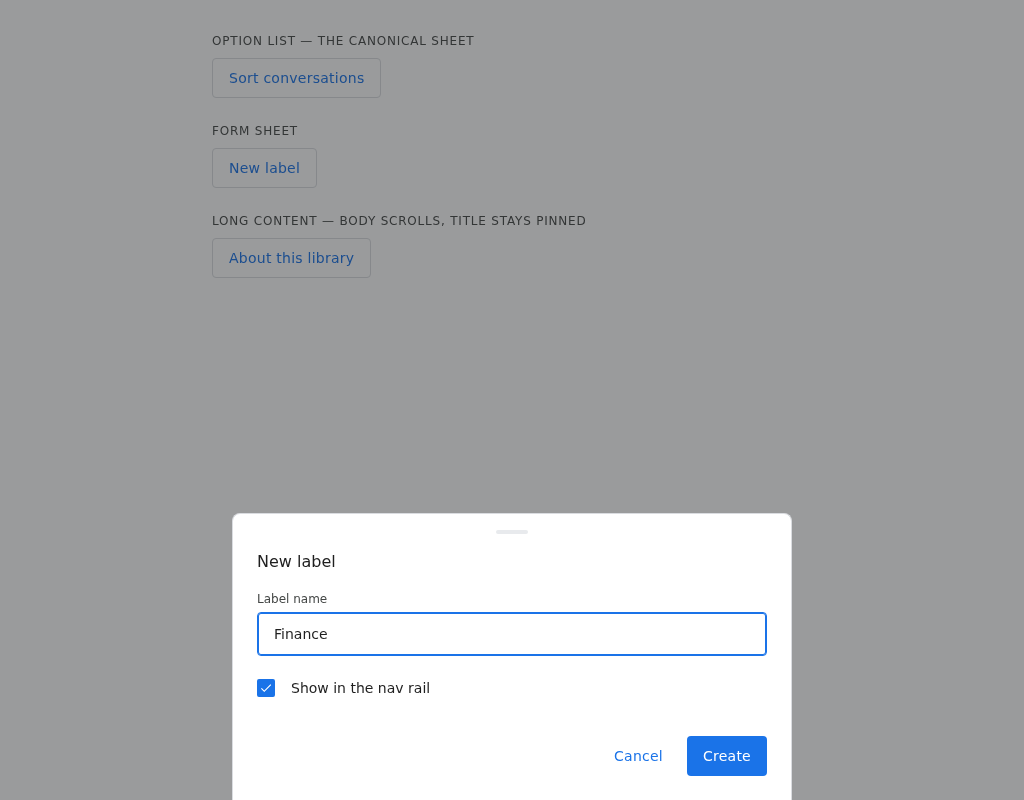 OPTION LIST — THE CANONICAL SHEET
Sort conversations
FORM SHEET
New label
LONG CONTENT — BODY SCROLLS, TITLE STAYS PINNED
About this library
New label
Label name
Finance
Show in the nav rail
Cancel Create